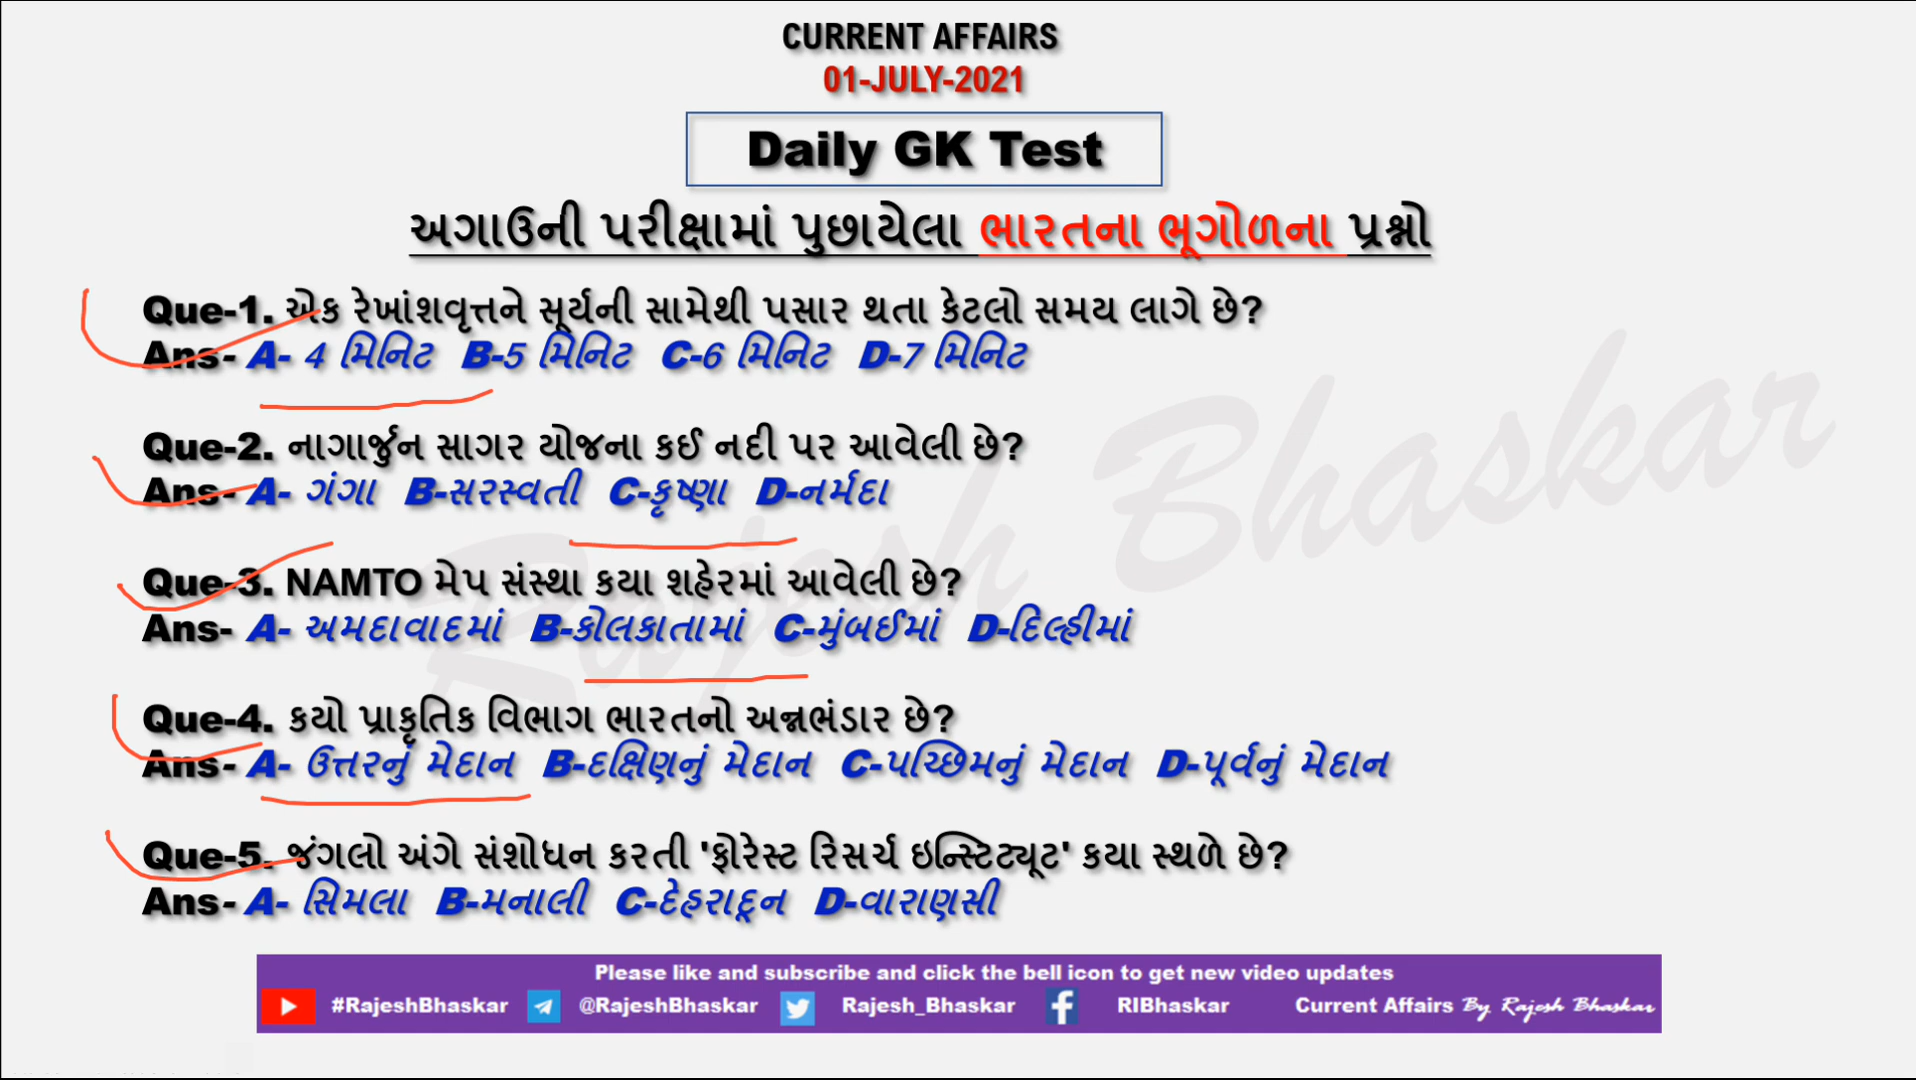 CURRENT AFFAIRS
01-JULY-2021
Daily GK Test
અગાઉની પરીક્ષામાં પુછાયેલા ભારતના ભૂગોળના પ્રશ્નો
Que-1. એક રેખાંશવૃત્તને સૂર્યની સામેથી પસાર થતા કેટલો સમય લાગે છે?
Ans- A- 4 મિનિટ B-5 મિનિટ C-6 મિનિટ D-7 મિનિટ
Que-2. નાગાર્જુન સાગર યોજના કઈ નદી પર આવેલી છે?
Ans- A- ગંગા B-સરસ્વતી C-કૃષ્ણા D-નર્મદા
Que-3. NAMTO મેપ સંસ્થા કયા શહેરમાં આવેલી છે?
Ans- A- અમદાવાદમાં B-કોલકાતામાં C-મુંબઈમાં D-દિલ્હીમાં
Que-4. કયો પ્રાકૃતિક વિભાગ ભારતનો અન્નભંડાર છે?
Ans- A- ઉત્તરનું મેદાન B-દક્ષિણનું મેદાન C-પચ્છિમનું મેદાન D-પૂર્વનું મેદાન
Que-5. જંગલો અંગે સંશોધન કરતી 'ફોરેસ્ટ રિસર્ચ ઇન્સ્ટિટ્યૂટ' કયા સ્થળે છે?
Ans- A- સિમલા B-મનાલી C-દેહરાદૂન D-વારાણસી
Rajesh Bhaskar
Please like and subscribe and click the bell icon to get new video updates
#RajeshBhaskar @RajeshBhaskar Rajesh_Bhaskar RIBhaskar Current Affairs By Rajesh Bhaskar